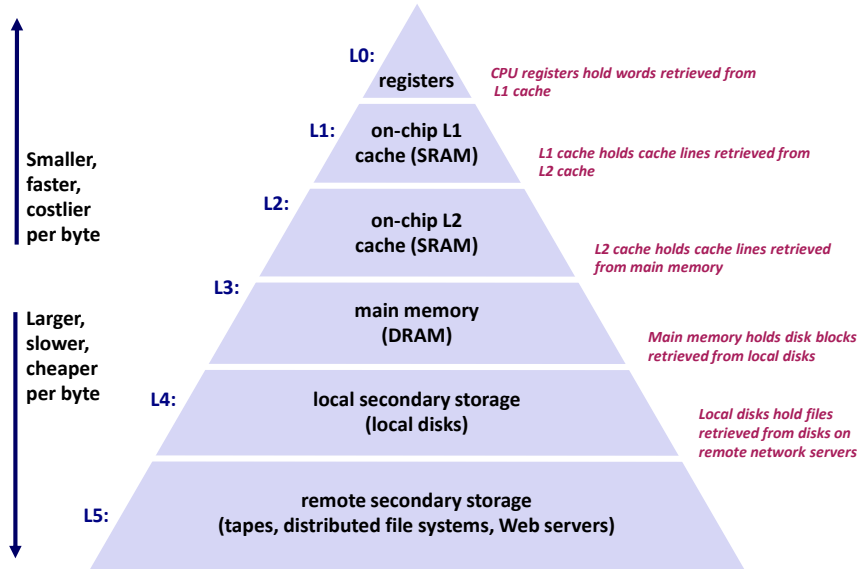 L0:
registers
CPU registers hold words retrieved from
L1 cache
L1:
on-chip L1
cache (SRAM)
L1 cache holds cache lines retrieved from
L2 cache
Smaller,
faster,
costlier
per byte
L2:
on-chip L2
cache (SRAM)
L2 cache holds cache lines retrieved
from main memory
L3:
main memory
(DRAM)
Larger,
slower,
cheaper
per byte
Main memory holds disk blocks
retrieved from local disks
L4:
local secondary storage
(local disks)
Local disks hold files
retrieved from disks on
remote network servers
L5:
remote secondary storage
(tapes, distributed file systems, Web servers)